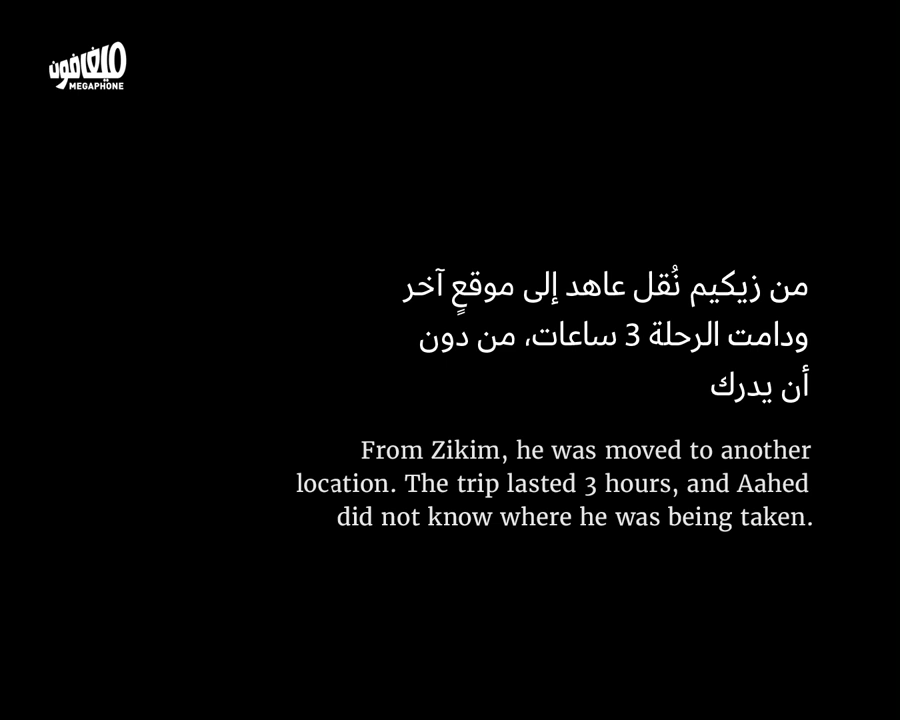 ميغافون
MEGAPHONE
من زيكيم نُقل عاهد إلى موقعٍ آخر
ودامت الرحلة 3 ساعات، من دون
أن يدرك
From Zikim, he was moved to another
location. The trip lasted 3 hours, and Aahed
did not know where he was being taken.